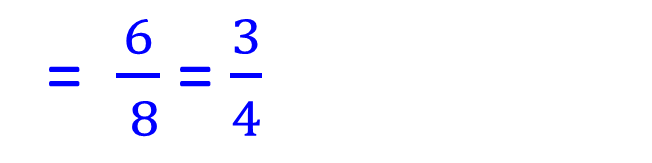 = 6/8 = 3/4